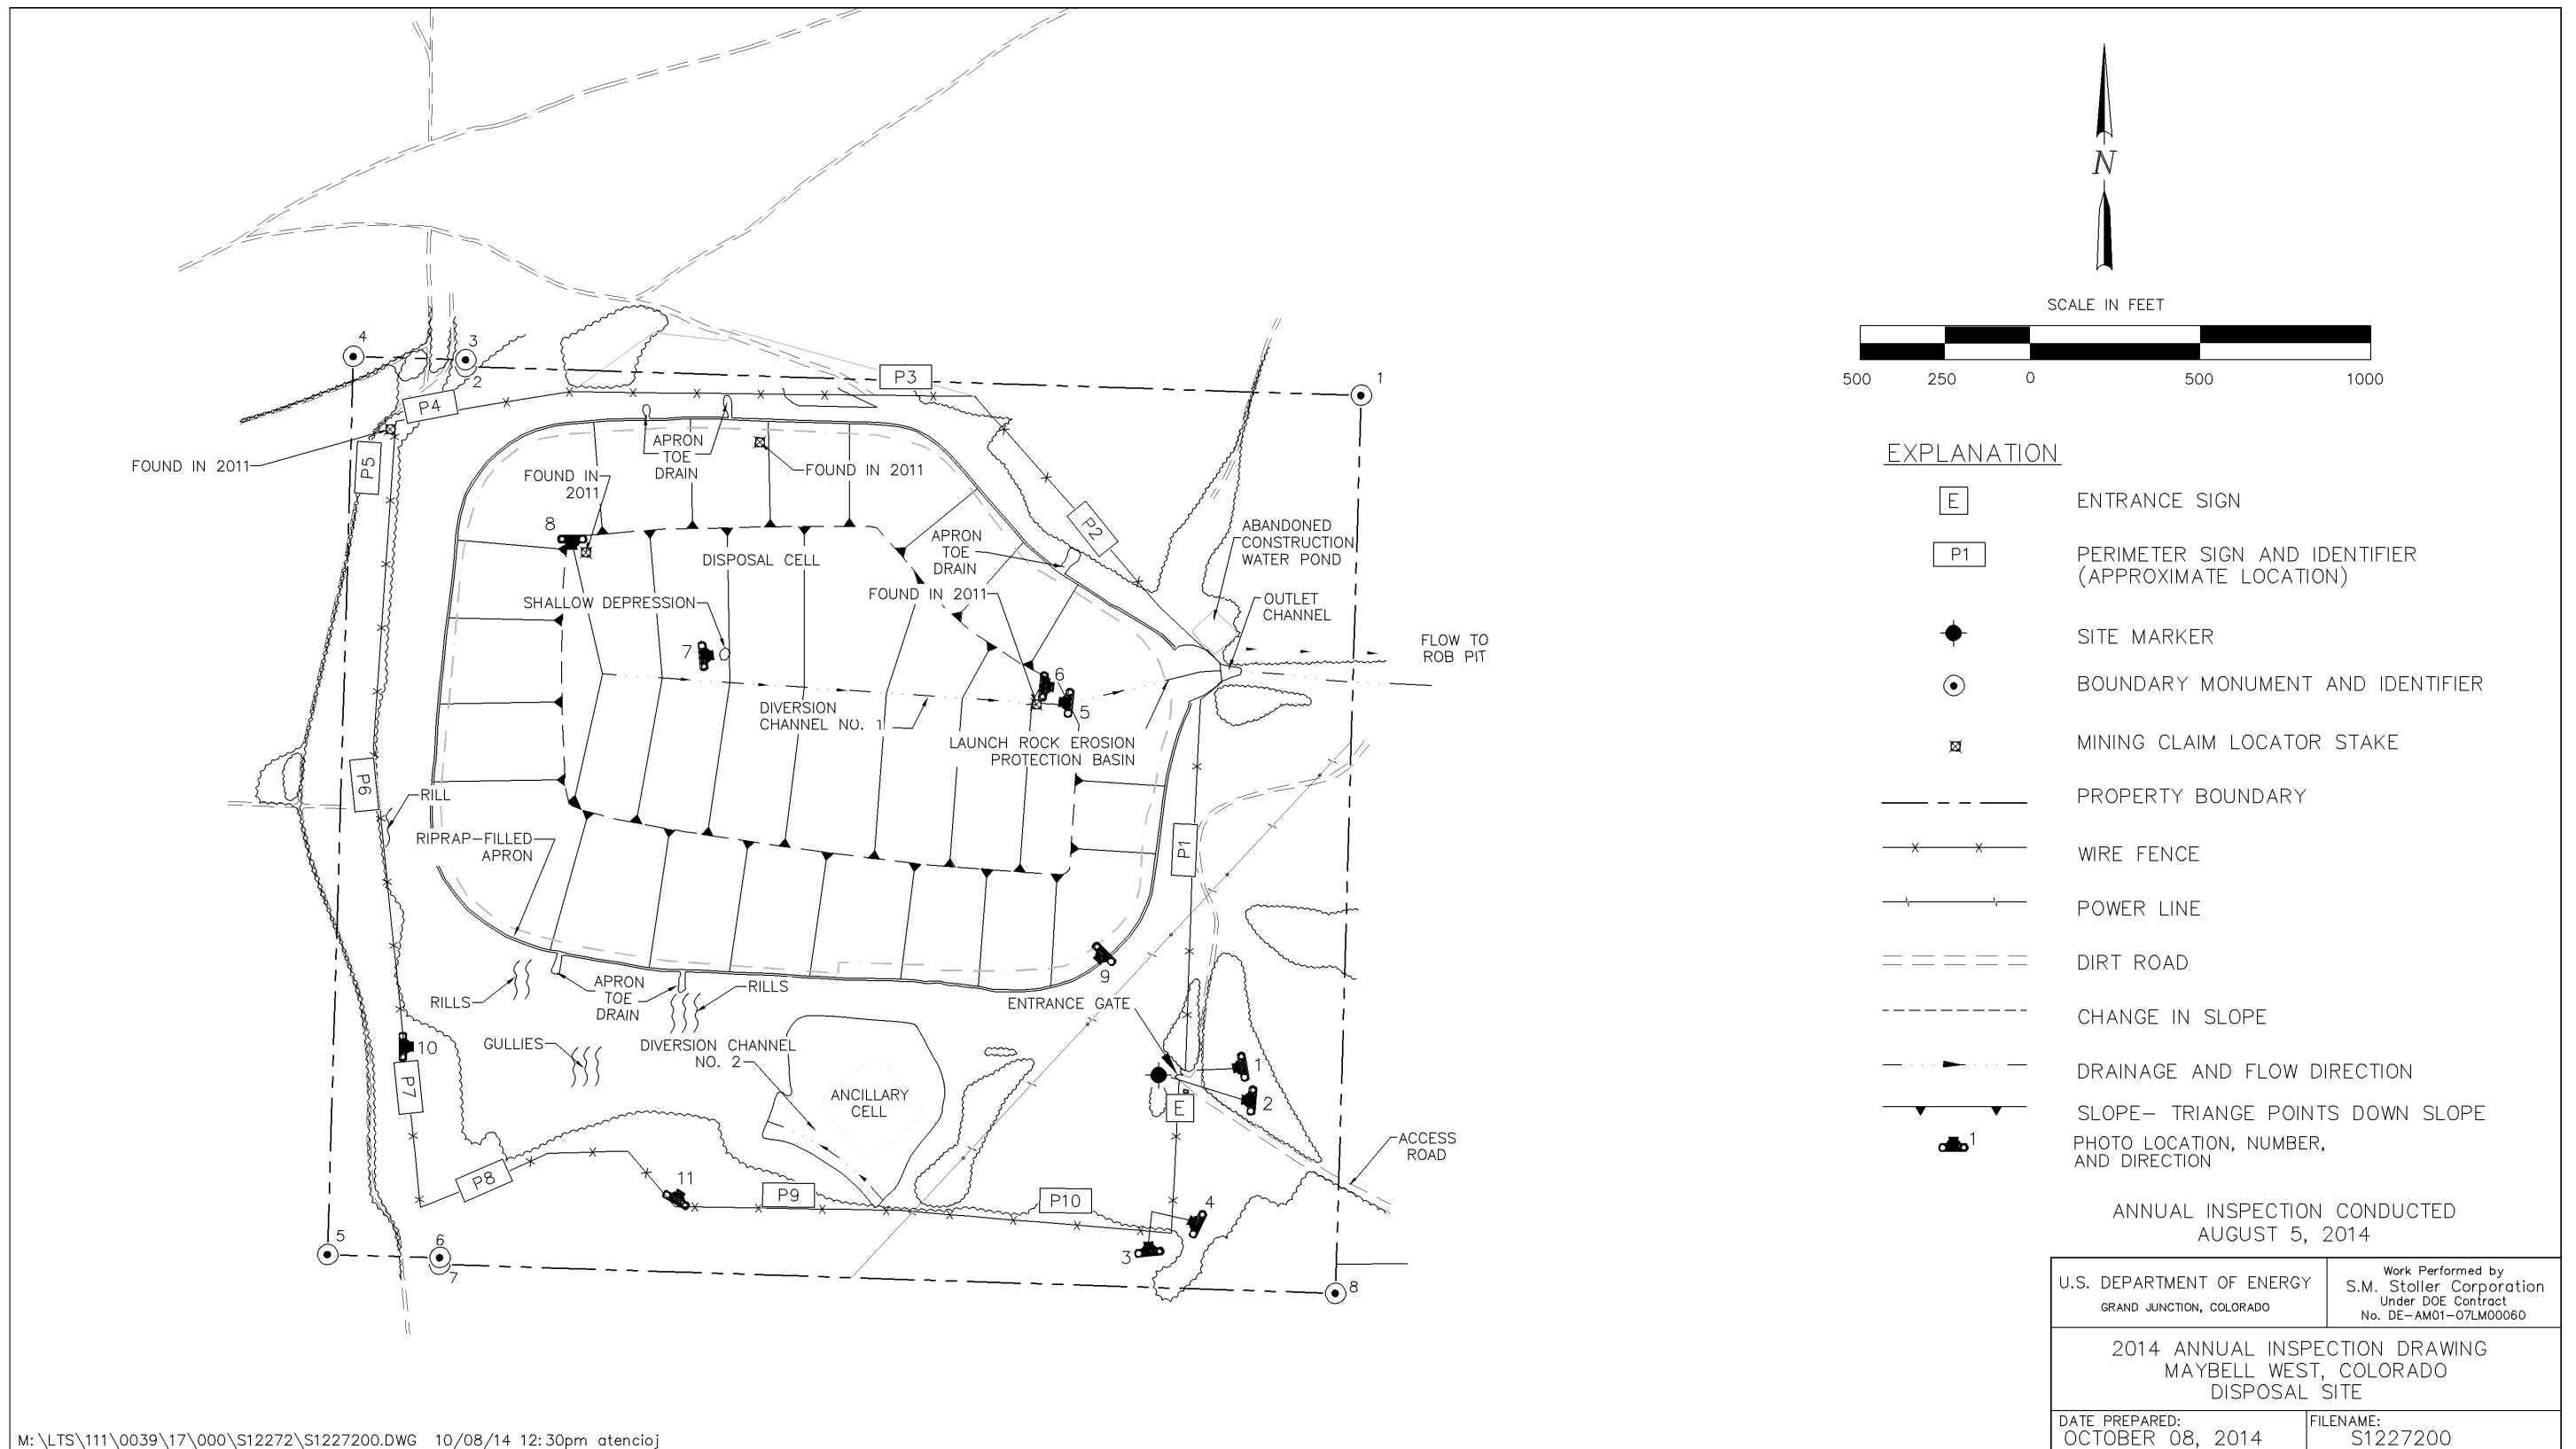 N
SCALE IN FEET
500 250 0 500 1000
EXPLANATION
E ENTRANCE SIGN
P1 PERIMETER SIGN AND IDENTIFIER
(APPROXIMATE LOCATION)
SITE MARKER
BOUNDARY MONUMENT AND IDENTIFIER
MINING CLAIM LOCATOR STAKE
PROPERTY BOUNDARY
WIRE FENCE
POWER LINE
DIRT ROAD
CHANGE IN SLOPE
DRAINAGE AND FLOW DIRECTION
SLOPE- TRIANGE POINTS DOWN SLOPE
1 PHOTO LOCATION, NUMBER,
AND DIRECTION
ANNUAL INSPECTION CONDUCTED
AUGUST 5, 2014
U.S. DEPARTMENT OF ENERGY
GRAND JUNCTION, COLORADO
Work Performed by
S.M. Stoller Corporation
Under DOE Contract
No. DE-AM01-07LM00060
2014 ANNUAL INSPECTION DRAWING
MAYBELL WEST, COLORADO
DISPOSAL SITE
DATE PREPARED:
OCTOBER 08, 2014
FILENAME:
S1227200
4
3
2
P3
1
P4
FOUND IN 2011
P5
APRON
TOE
DRAIN
FOUND IN 2011
FOUND IN
2011
8
P2
ABANDONED
CONSTRUCTION
WATER POND
APRON
TOE
DRAIN
DISPOSAL CELL
FOUND IN 2011
SHALLOW DEPRESSION
OUTLET
CHANNEL
FLOW TO
ROB PIT
7
6
5
DIVERSION
CHANNEL NO. 1
LAUNCH ROCK EROSION
PROTECTION BASIN
P6
RILL
RIPRAP-FILLED
APRON
P1
9
APRON
TOE
DRAIN
RILLS
RILLS
ENTRANCE GATE
GULLIES
DIVERSION CHANNEL
NO. 2
10
P7
ANCILLARY
CELL
1
2
E
ACCESS
ROAD
P8
11
P9
P10
4
3
5
6
7
8
M:\LTS\111\0039\17\000\S12272\S1227200.DWG 10/08/14 12:30pm atencioj